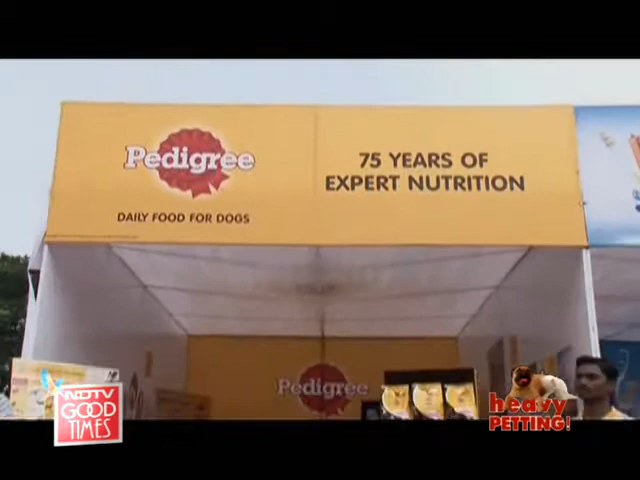 Pedigree
DAILY FOOD FOR DOGS
75 YEARS OF
EXPERT NUTRITION
Pedigree
NDTV
GOOD
TIMES
heavy
PETTING!